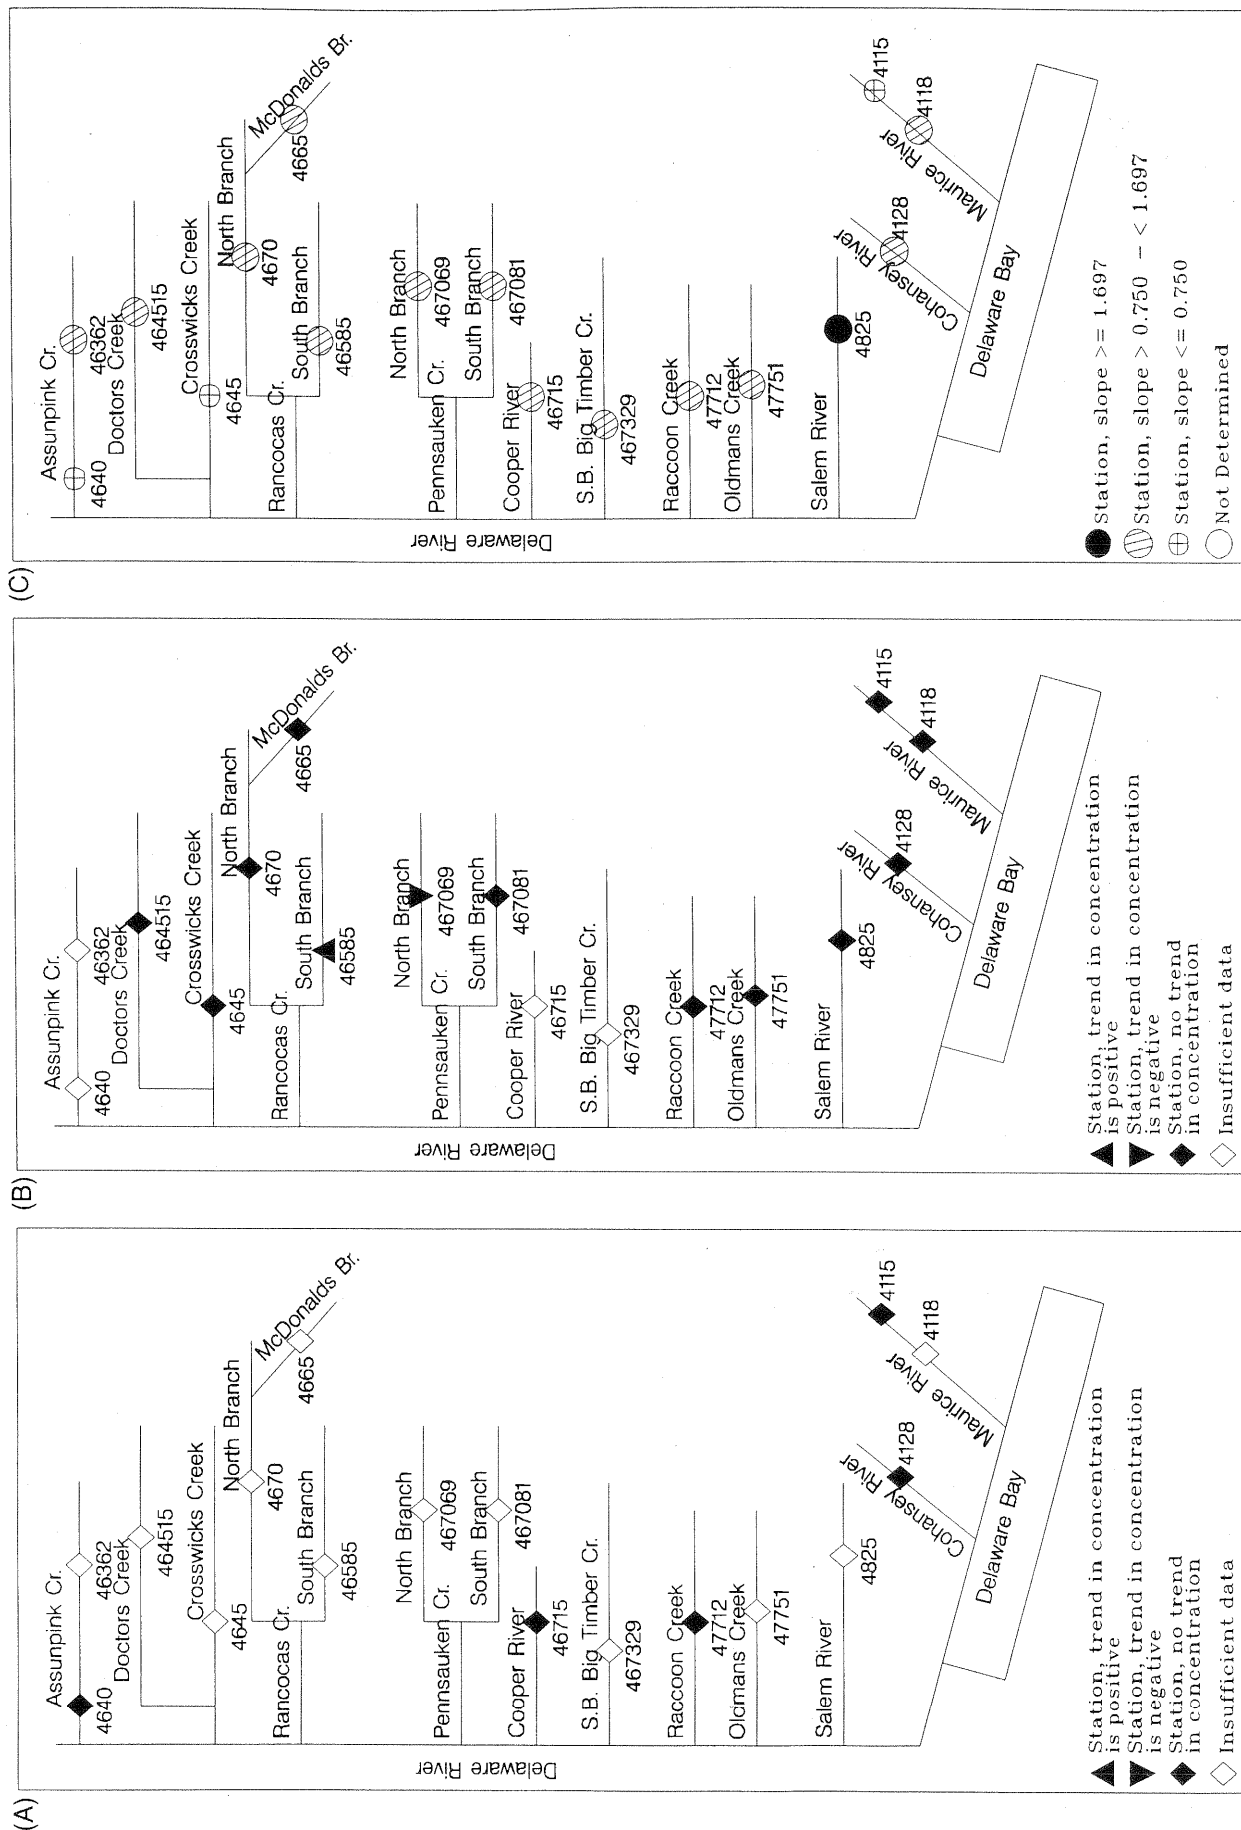 (A)
Assunpink Cr.
4640
46362
Doctors Creek
464515
Crosswicks Creek
4645
North Branch
4670
McDonalds Br.
4665
Rancocas Cr.
South Branch
46585
North Branch
467069
Pennsauken Cr.
South Branch
467081
Cooper River
46715
S.B. Big Timber Cr.
467329
Raccoon Creek
47712
Oldmans Creek
47751
Salem River
4825
Cohansey River
4128
Maurice River
4118
4115
Delaware River
Delaware Bay
Station, trend in concentration
is positive
Station, trend in concentration
is negative
Station, no trend
in concentration
Insufficient data
(B)
Assunpink Cr.
4640
46362
Doctors Creek
464515
Crosswicks Creek
4645
North Branch
4670
McDonalds Br.
4665
Rancocas Cr.
South Branch
46585
North Branch
467069
Pennsauken Cr.
South Branch
467081
Cooper River
46715
S.B. Big Timber Cr.
467329
Raccoon Creek
47712
Oldmans Creek
47751
Salem River
4825
Cohansey River
4128
Maurice River
4118
4115
Delaware River
Delaware Bay
Station, trend in concentration
is positive
Station, trend in concentration
is negative
Station, no trend
in concentration
Insufficient data
(C)
Assunpink Cr.
4640
46362
Doctors Creek
464515
Crosswicks Creek
4645
North Branch
4670
McDonalds Br.
4665
Rancocas Cr.
South Branch
46585
North Branch
467069
Pennsauken Cr.
South Branch
467081
Cooper River
46715
S.B. Big Timber Cr.
467329
Raccoon Creek
47712
Oldmans Creek
47751
Salem River
4825
Cohansey River
4128
Maurice River
4118
4115
Delaware River
Delaware Bay
Station, slope >= 1.697
Station, slope > 0.750 - < 1.697
Station, slope <= 0.750
Not Determined